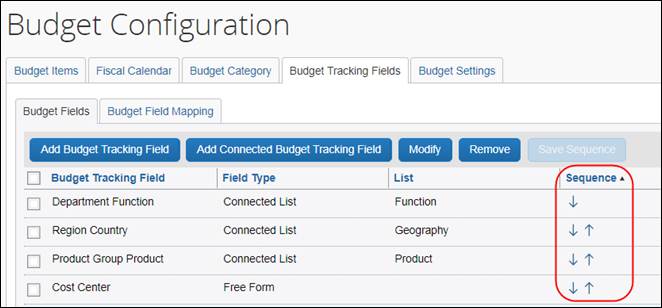 Budget Configuration
Budget Items Fiscal Calendar Budget Category Budget Tracking Fields Budget Settings
Budget Fields Budget Field Mapping
Add Budget Tracking Field Add Connected Budget Tracking Field Modify Remove Save Sequence
Budget Tracking Field Field Type List Sequence ▲
Department Function Connected List Function ↓
Region Country Connected List Geography ↓ ↑
Product Group Product Connected List Product ↓ ↑
Cost Center Free Form ↓ ↑